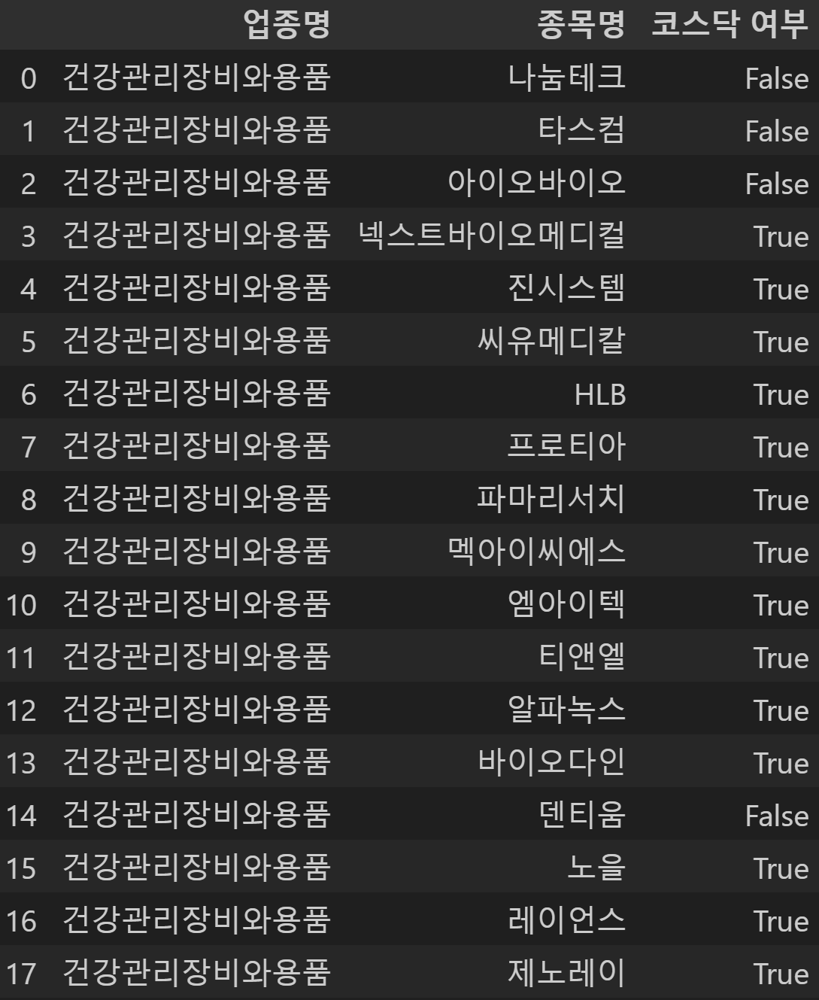 업종명 종목명 코스닥 여부
0 건강관리장비와용품 나눔테크 False
1 건강관리장비와용품 타스컴 False
2 건강관리장비와용품 아이오바이오 False
3 건강관리장비와용품 넥스트바이오메디컬 True
4 건강관리장비와용품 진시스템 True
5 건강관리장비와용품 씨유메디칼 True
6 건강관리장비와용품 HLB True
7 건강관리장비와용품 프로티아 True
8 건강관리장비와용품 파마리서치 True
9 건강관리장비와용품 멕아이씨에스 True
10 건강관리장비와용품 엠아이텍 True
11 건강관리장비와용품 티앤엘 True
12 건강관리장비와용품 알파녹스 True
13 건강관리장비와용품 바이오다인 True
14 건강관리장비와용품 덴티움 False
15 건강관리장비와용품 노을 True
16 건강관리장비와용품 레이언스 True
17 건강관리장비와용품 제노레이 True